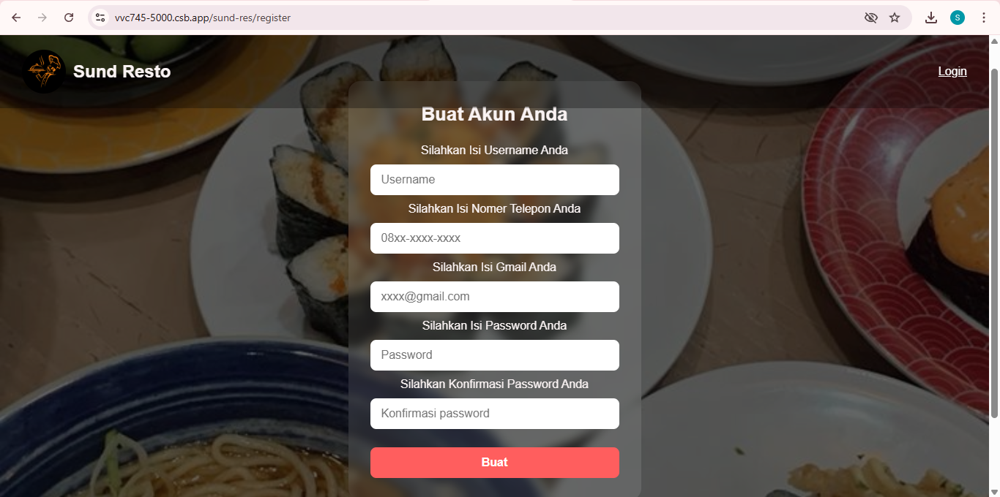 vvc745-5000.csb.app/sund-res/register
S
Sund Resto
Login
Buat Akun Anda
Silahkan Isi Username Anda
Username
Silahkan Isi Nomer Telepon Anda
08xx-xxxx-xxxx
Silahkan Isi Gmail Anda
xxxx@gmail.com
Silahkan Isi Password Anda
Password
Silahkan Konfirmasi Password Anda
Konfirmasi password
Buat